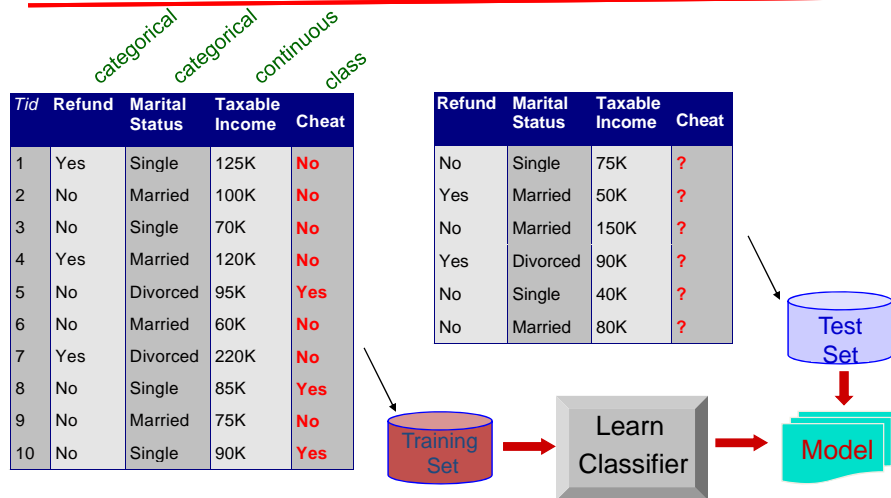 categorical categorical continuous class
Tid Refund Marital Status Taxable Income Cheat
1 Yes Single 125K No
2 No Married 100K No
3 No Single 70K No
4 Yes Married 120K No
5 No Divorced 95K Yes
6 No Married 60K No
7 Yes Divorced 220K No
8 No Single 85K Yes
9 No Married 75K No
10 No Single 90K Yes
Refund Marital Status Taxable Income Cheat
No Single 75K ?
Yes Married 50K ?
No Married 150K ?
Yes Divorced 90K ?
No Single 40K ?
No Married 80K ?
Test
Set
Training
Set
Learn
Classifier
Model